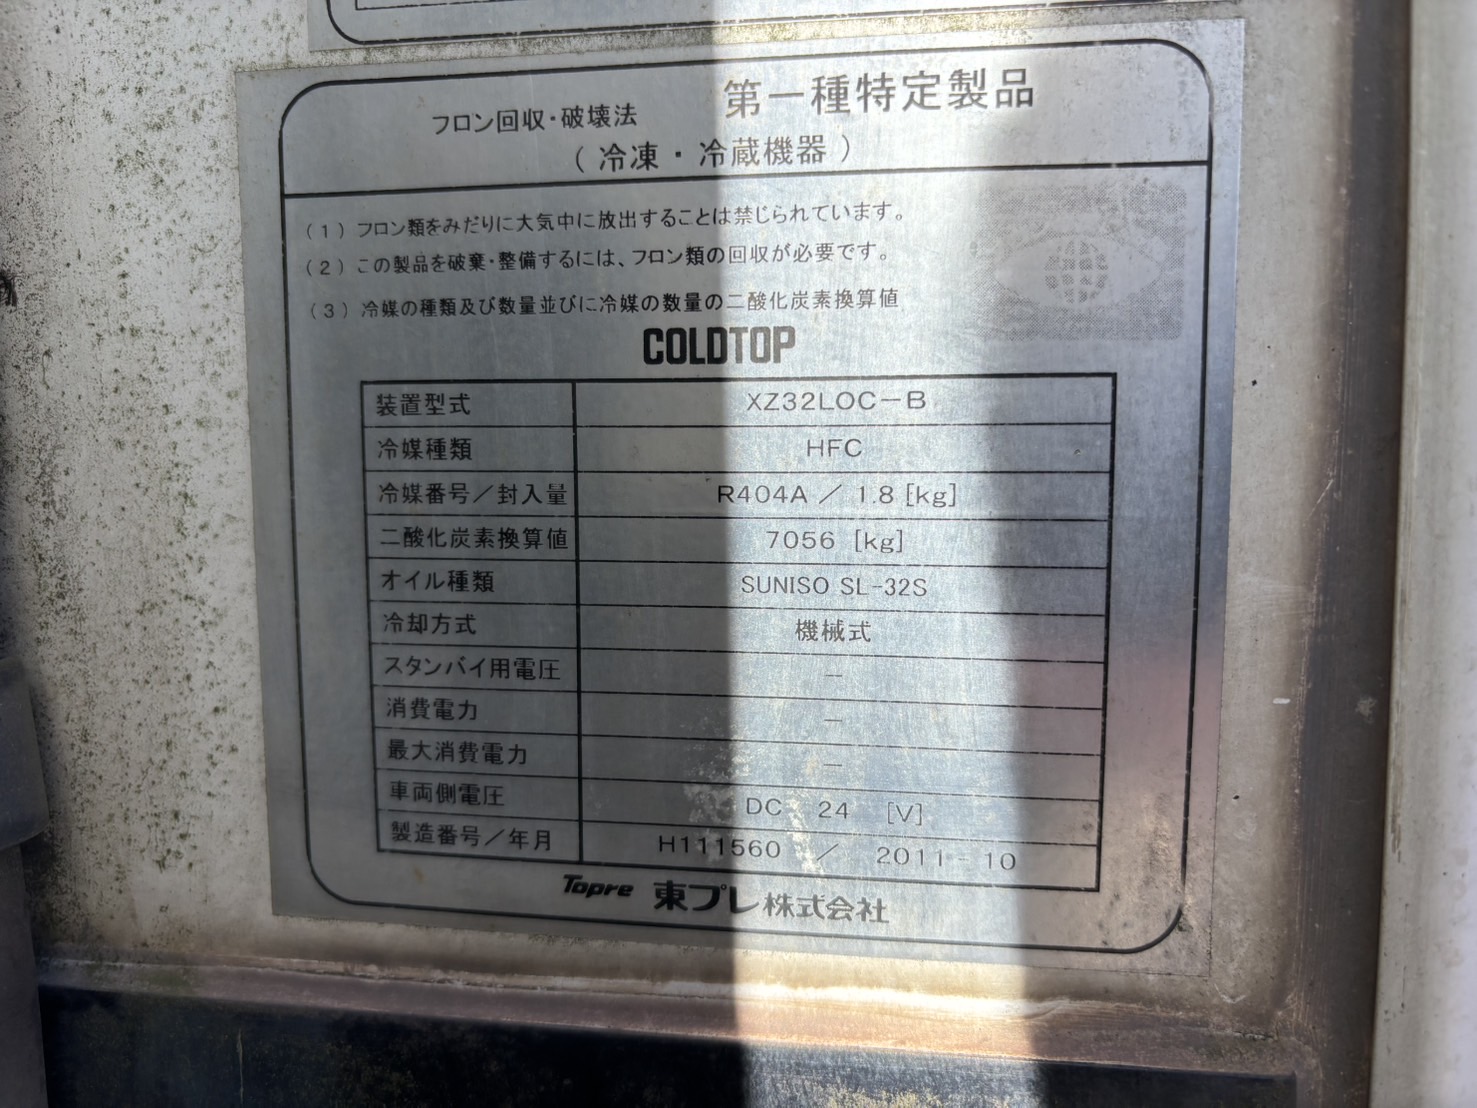 第一種特定製品
フロン回収・破壊法
（冷凍・冷蔵機器）
（1）フロン類をみだりに大気中に放出することは禁じられています。
（2）この製品を破棄・整備するには、フロン類の回収が必要です。
（3）冷媒の種類及び数量並びに冷媒の数量の二酸化炭素換算値
COLDTOP
装置型式 XZ32LOC－B
冷媒種類 HFC
冷媒番号／封入量 R404A ／ 1.8 [kg]
二酸化炭素換算値 7056 [kg]
オイル種類 SUNISO SL-32S
冷却方式 機械式
スタンバイ用電圧 －
消費電力 －
最大消費電力 －
車両側電圧 DC 24 [V]
製造番号／年月 H111560 ／ 2011-10
Topre 東プレ株式会社